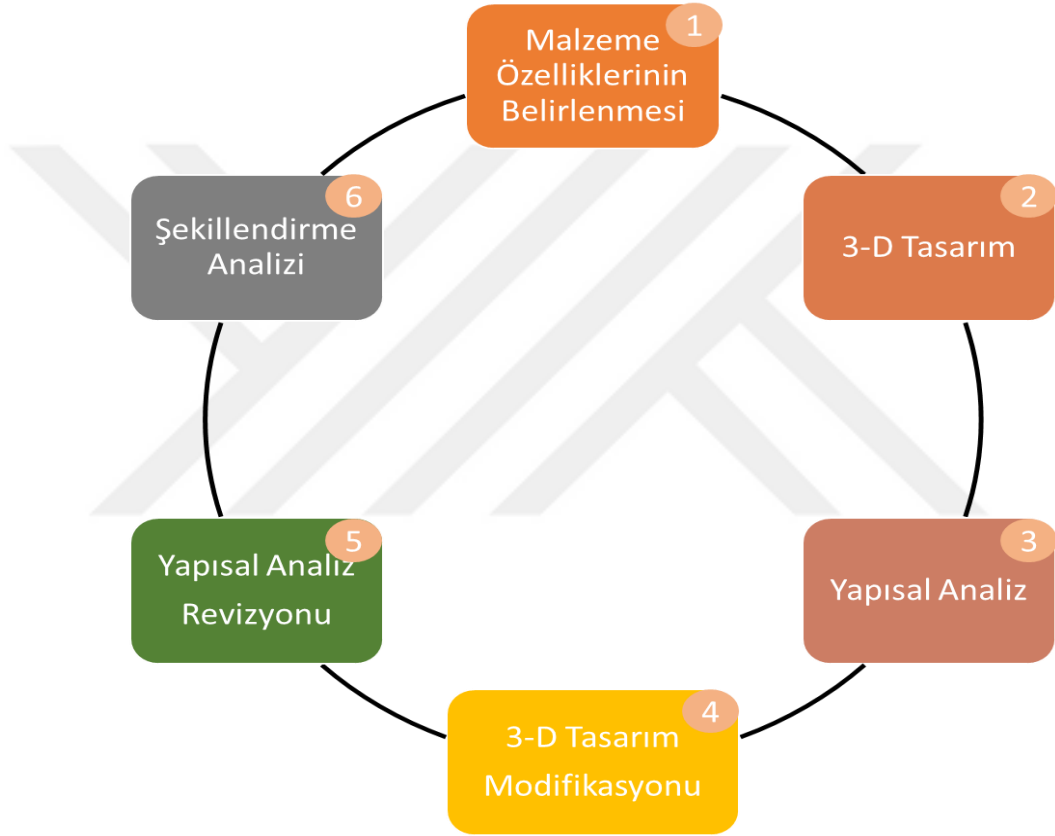 1
Malzeme
Özelliklerinin
Belirlenmesi
2
3-D Tasarım
3
Yapısal Analiz
4
3-D Tasarım
Modifikasyonu
5
Yapısal Analiz
Revizyonu
6
Şekillendirme
Analizi